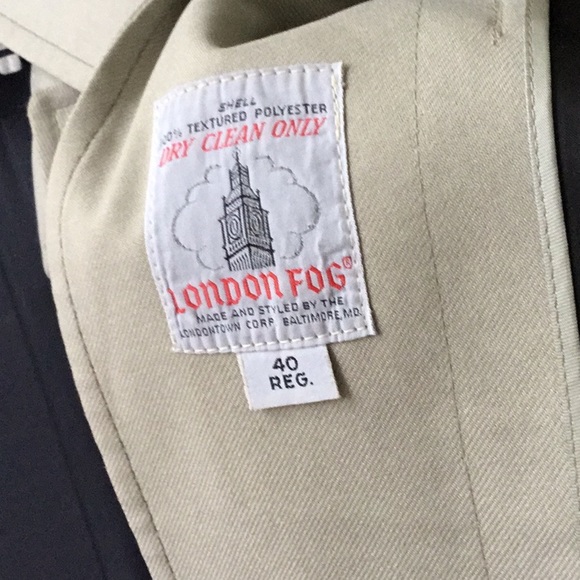 SHELL
100% TEXTURED POLYESTER
DRY CLEAN ONLY
LONDON FOG®
MADE AND STYLED BY THE
LONDONTOWN CORP. BALTIMORE, MD.
40
REG.